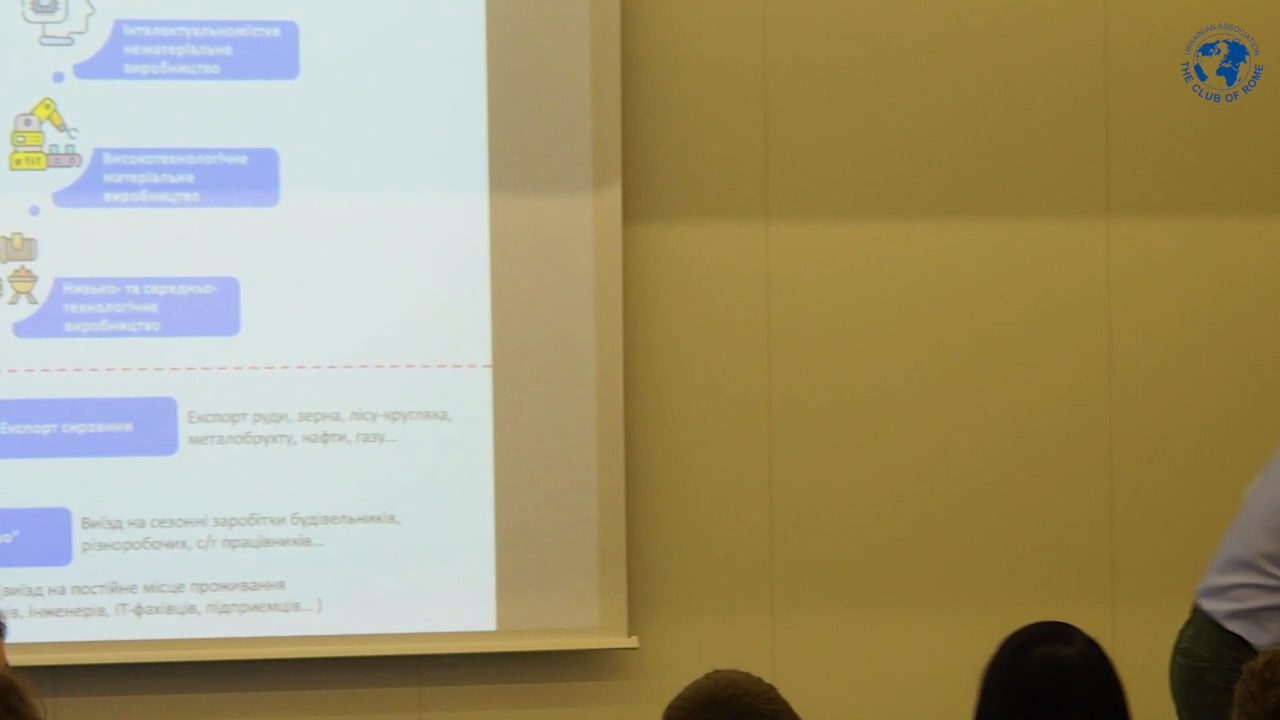 Інтелектуальномістке
нематеріальне
виробництво
UKRAINIAN ASSOCIATION
THE CLUB OF ROME
Високотехнологічне
матеріальне
виробництво
Низько- та середньо-
технологічне
виробництво
Експорт сировини
Експорт руди, зерна, лісу-кругляка,
металобрухту, нафти, газу...
Виїзд на сезонні заробітки будівельників,
різноробочих, с/г працівників...
(виїзд на постійне місце проживання
інженерів, ІТ-фахівців, підприємців... )